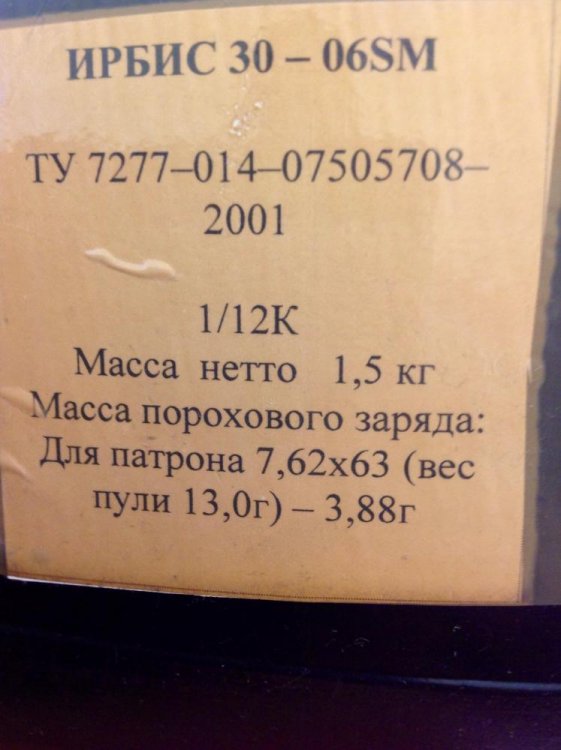 ИРБИС 30 – 06SM
ТУ 7277–014–07505708–
2001
1/12К
Масса нетто 1,5 кг
Масса порохового заряда:
Для патрона 7,62х63 (вес
пули 13,0г) – 3,88г